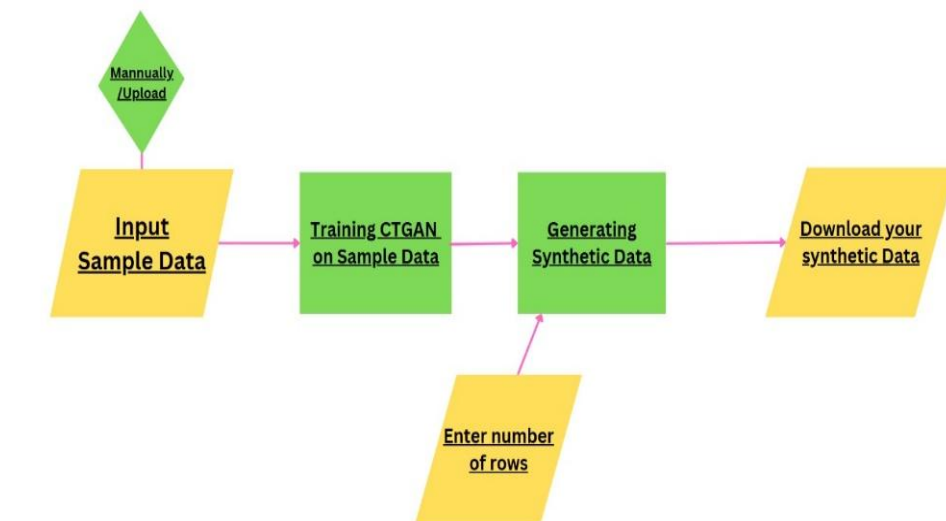 Mannually
/Upload
Input
Sample Data
Training CTGAN
on Sample Data
Generating
Synthetic Data
Download your
synthetic Data
Enter number
of rows